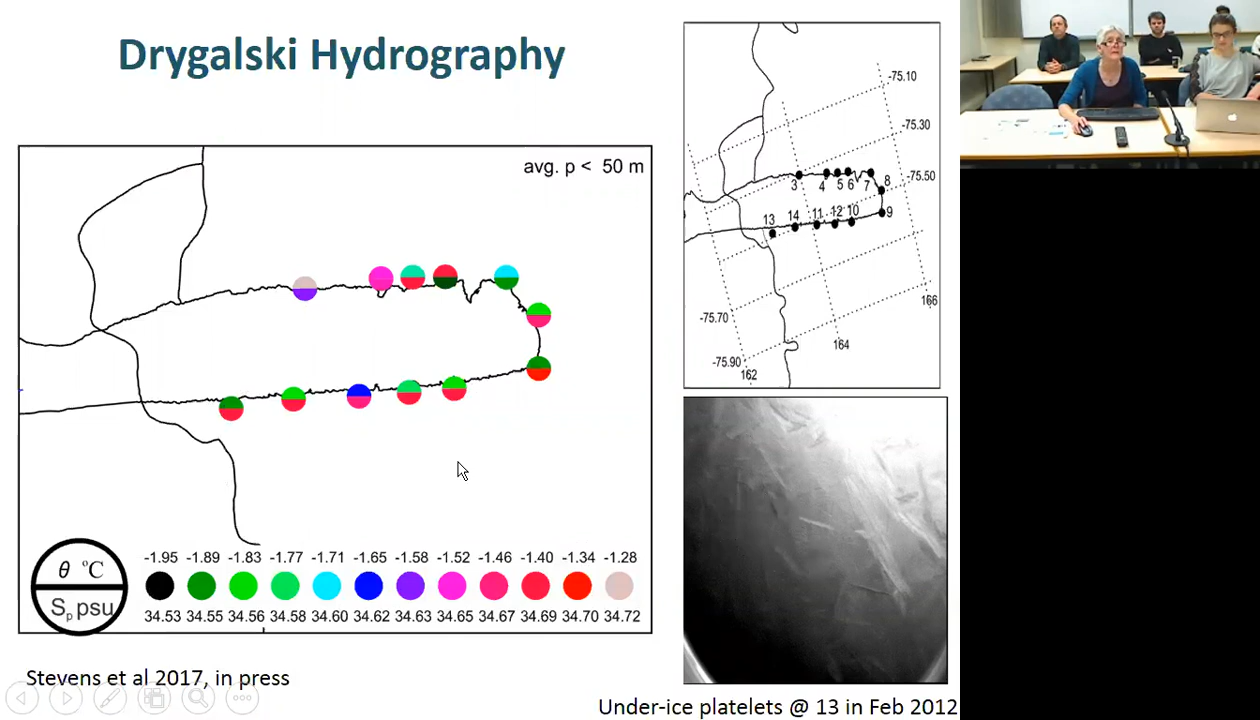 Drygalski Hydrography
avg. p < 50 m
θ °C
Sp psu
-1.95 -1.89 -1.83 -1.77 -1.71 -1.65 -1.58 -1.52 -1.46 -1.40 -1.34 -1.28
34.53 34.55 34.56 34.58 34.60 34.62 34.63 34.65 34.67 34.69 34.70 34.72
Stevens et al 2017, in press
-75.10
-75.30
-75.50
3 4 5 6 7 8
13 14 11 12 10 9
166
-75.70
164
-75.90
162
Under-ice platelets @ 13 in Feb 2012